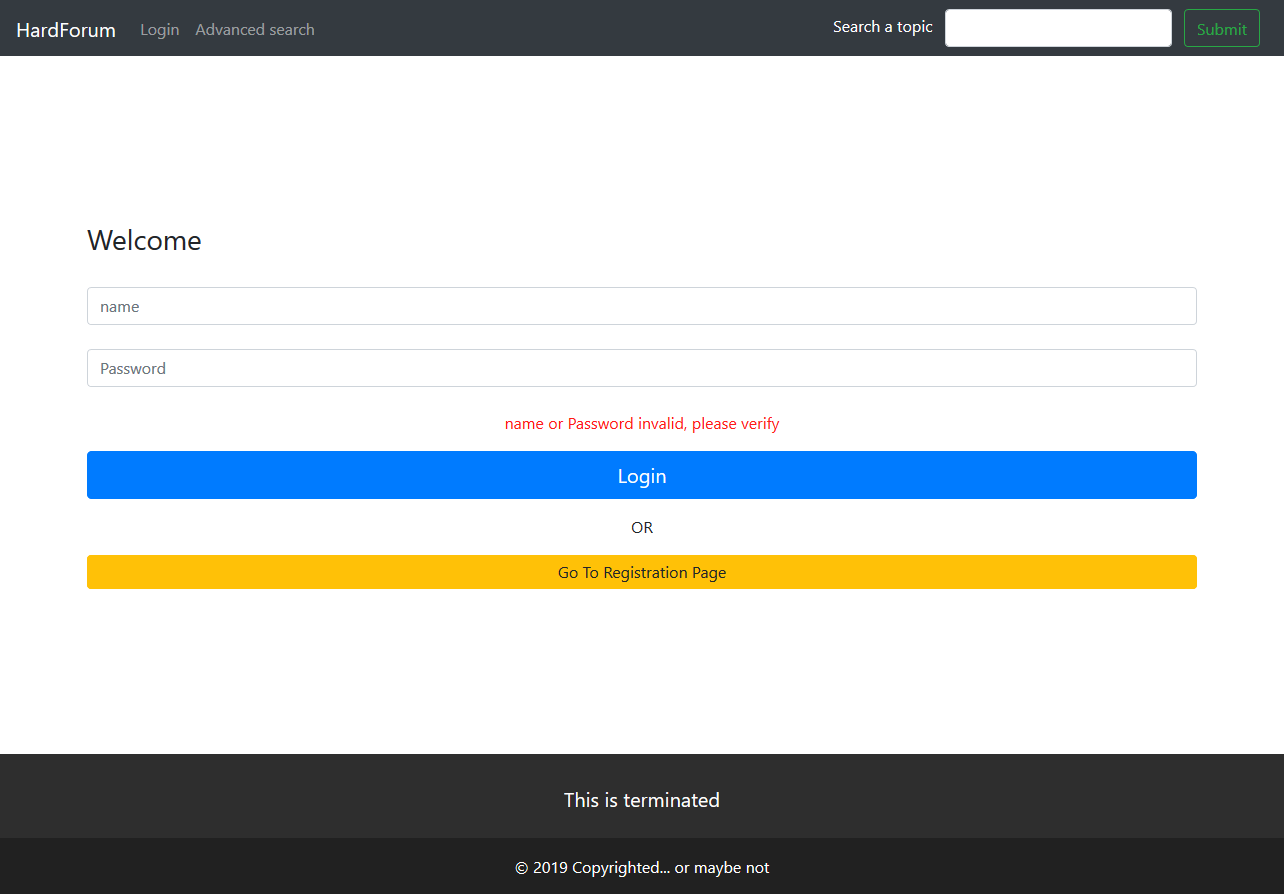 HardForum Login Advanced search Search a topic Submit
Welcome
name
Password
name or Password invalid, please verify
Login
OR
Go To Registration Page
This is terminated
© 2019 Copyrighted... or maybe not